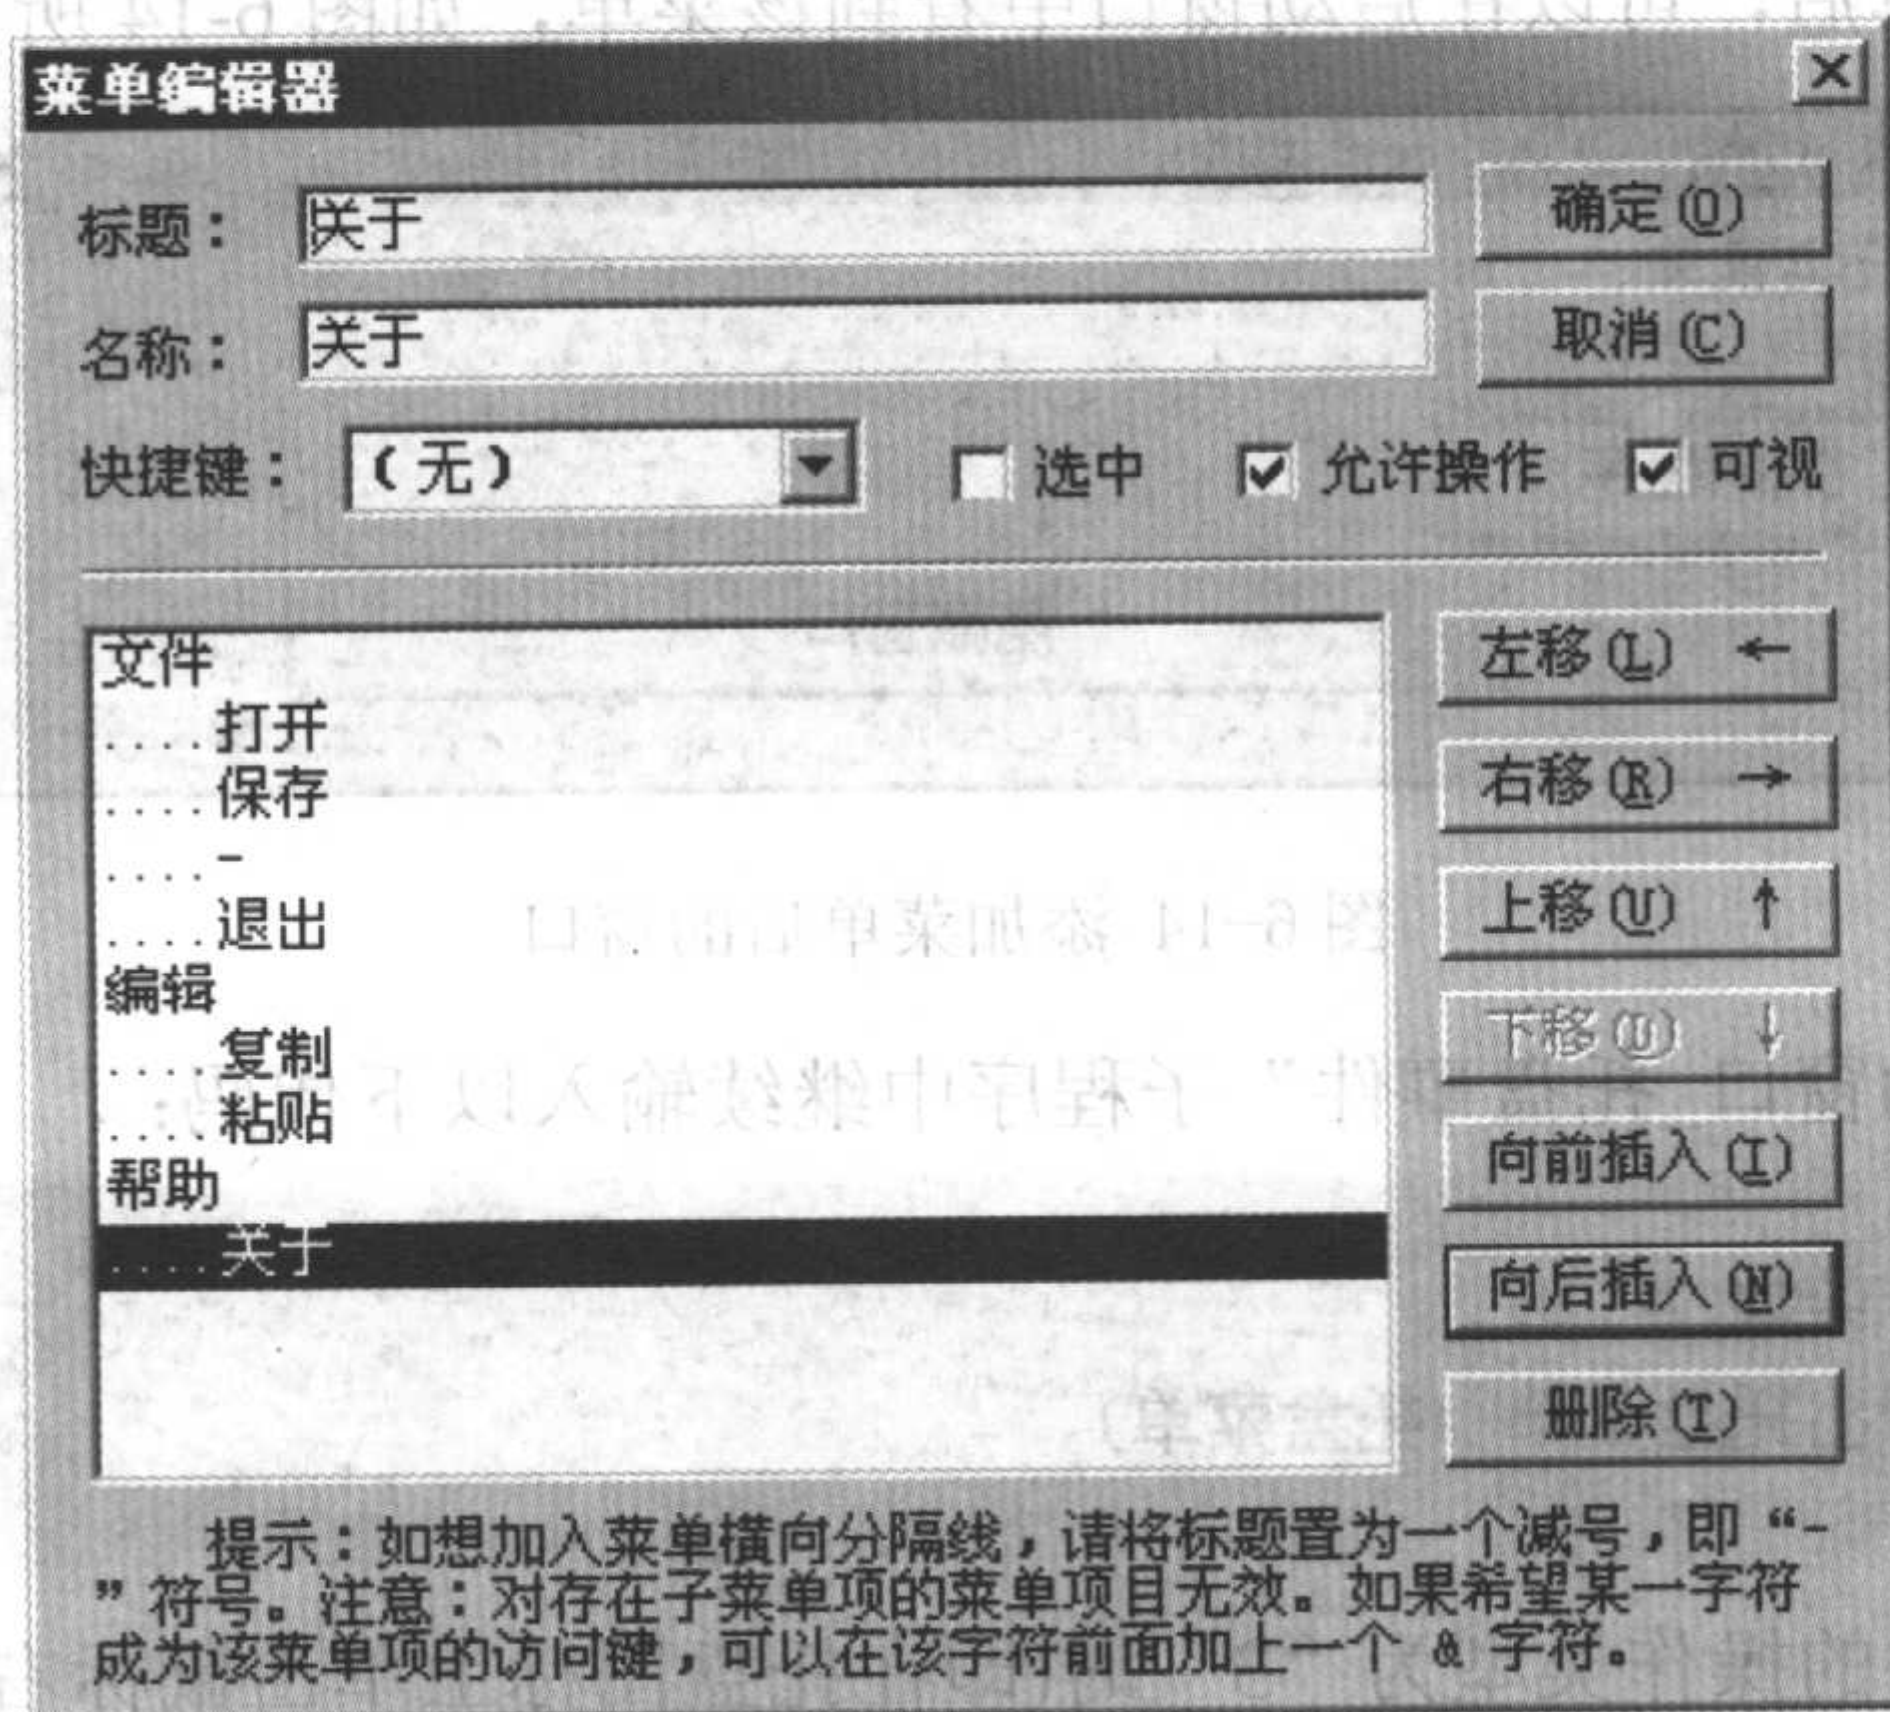 菜单编辑器
标题： 关于 确定(O)
名称： 关于 取消(C)
快捷键： (无) 选中 允许操作 可视
文件 左移(L) ←
....打开
....保存 右移(R) →
....-
....退出 上移(U) ↑
编辑
....复制 下移(D) ↓
....粘贴
帮助 向前插入(I)
....关于
向后插入(N)
删除(T)
提示：如想加入菜单横向分隔线，请将标题置为一个减号，即“-
”符号。注意：对存在子菜单项的菜单项目无效。如果希望某一字符
成为该菜单项的访问键，可以在该字符前面加上一个 & 字符。